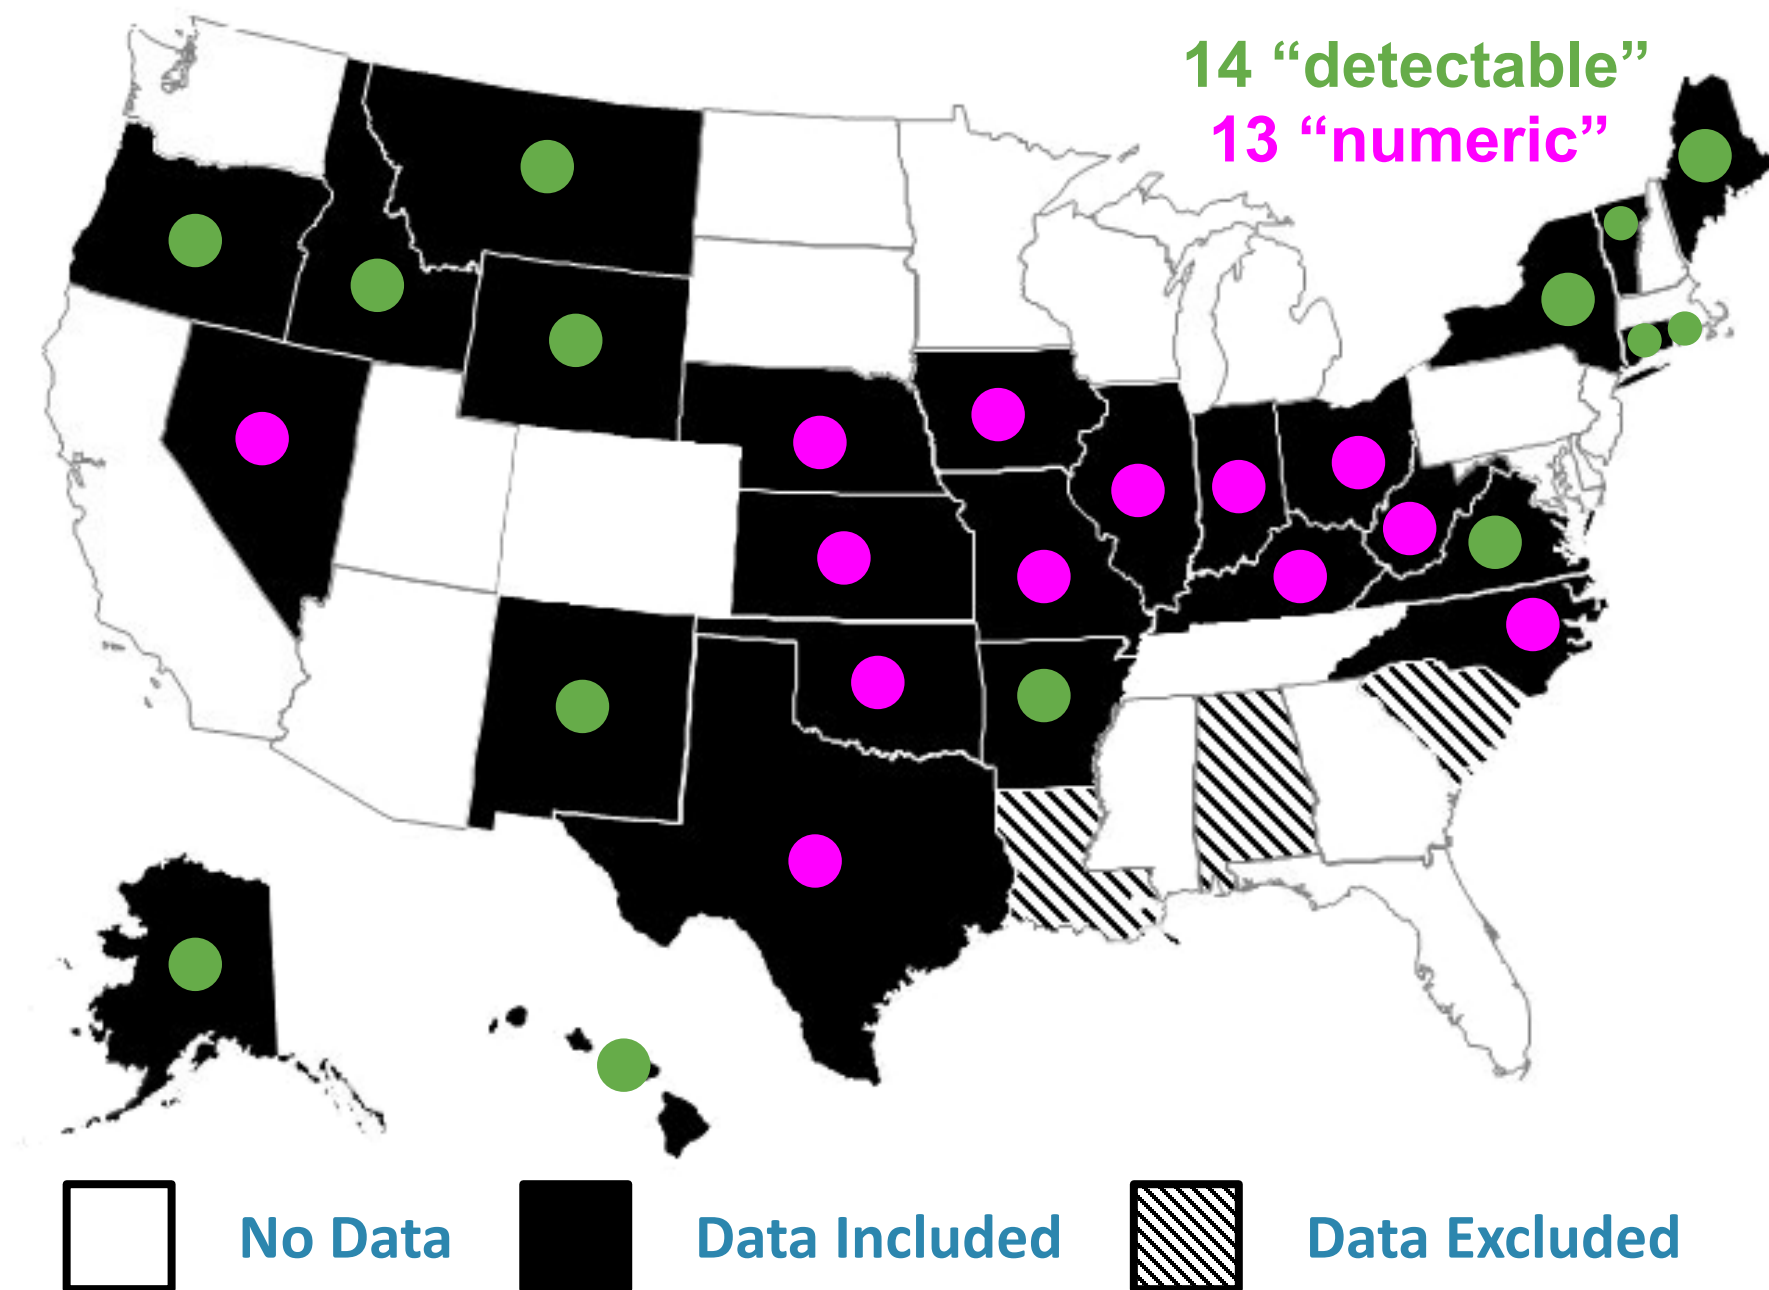 14 “detectable”
13 “numeric”
No Data
Data Included
Data Excluded